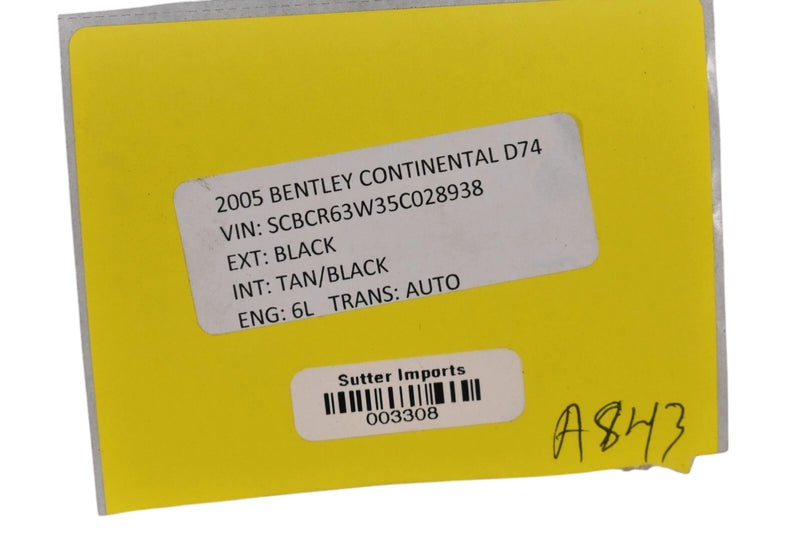 2005 BENTLEY CONTINENTAL D74
VIN: SCBCR63W35C028938
EXT: BLACK
INT: TAN/BLACK
ENG: 6L TRANS: AUTO
Sutter Imports
003308
A843